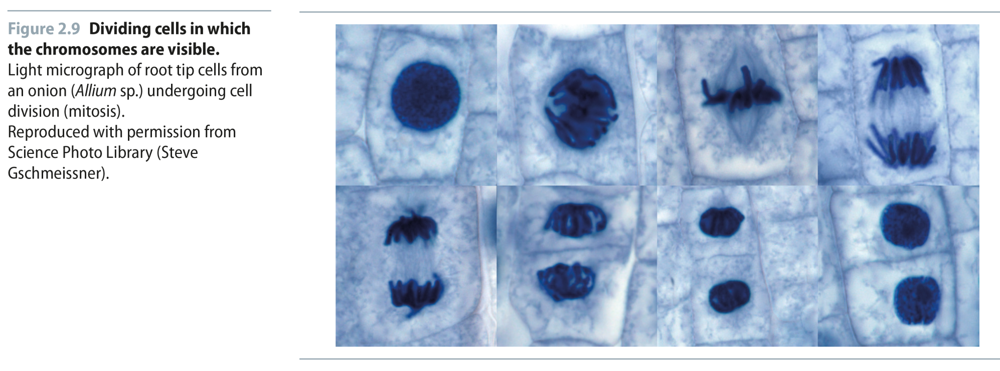 Figure 2.9 Dividing cells in which
the chromosomes are visible.
Light micrograph of root tip cells from
an onion (Allium sp.) undergoing cell
division (mitosis).
Reproduced with permission from
Science Photo Library (Steve
Gschmeissner).